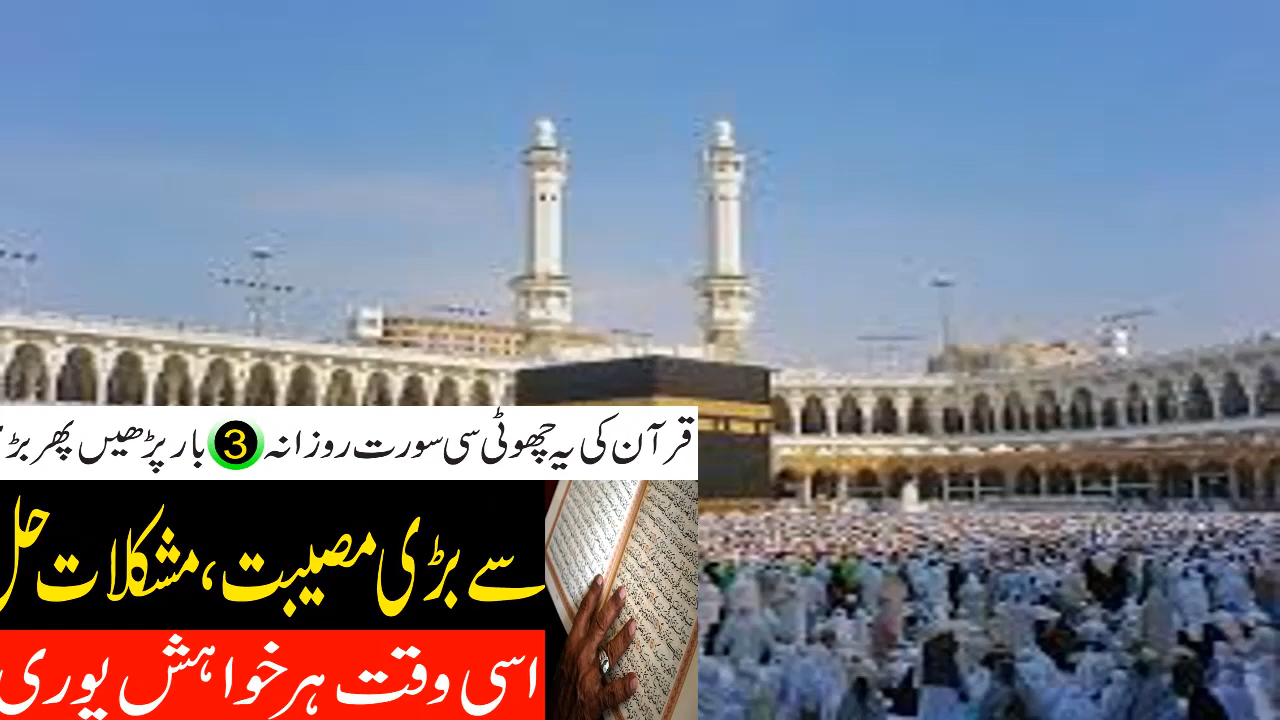 قرآن کی یہ چھوٹی سی سورت روزانہ 3 بار پڑھیں پھر بڑی
سے بڑی مصیبت، مشکلات حل
اسی وقت ہر خواہش پوری